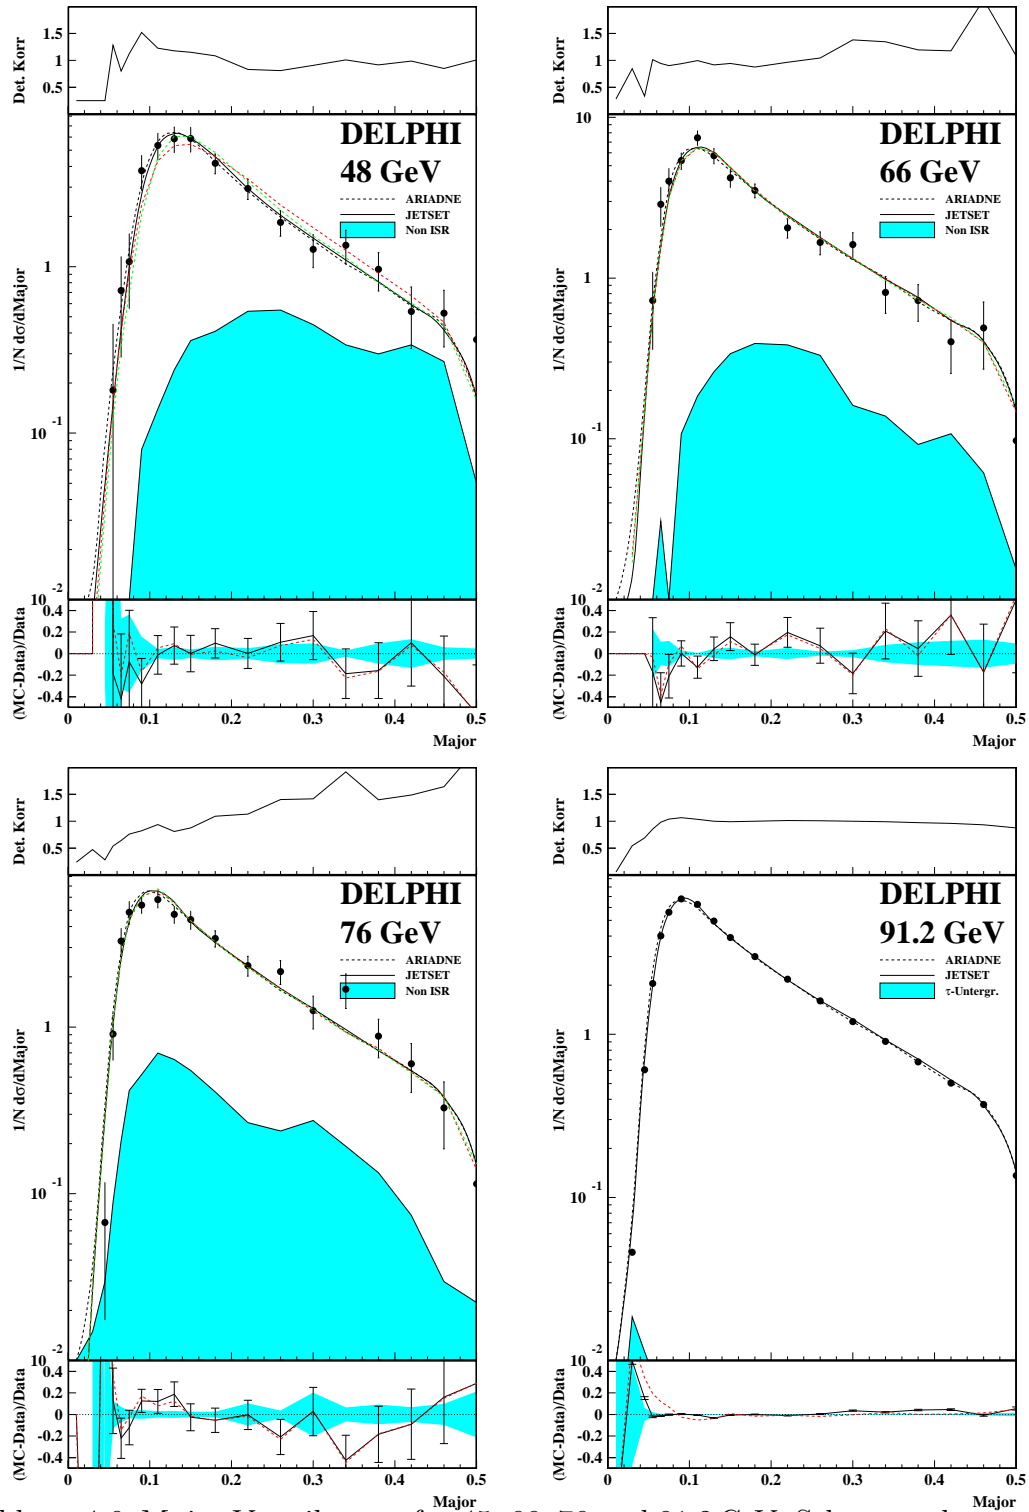 Det. Korr
1.5
1
0.5
DELPHI
48 GeV
ARIADNE
JETSET
Non ISR
1/N dσ/dMajor
1
10 -1
10 -2
(MC-Data)/Data
0.4
0.2
0
-0.2
-0.4
0 0.1 0.2 0.3 0.4 0.5
Major
Det. Korr
1.5
1
0.5
DELPHI
66 GeV
ARIADNE
JETSET
Non ISR
1/N dσ/dMajor
10
1
10 -1
10 -2
(MC-Data)/Data
0.4
0.2
0
-0.2
-0.4
0 0.1 0.2 0.3 0.4 0.5
Major
Det. Korr
1.5
1
0.5
DELPHI
76 GeV
ARIADNE
JETSET
Non ISR
1/N dσ/dMajor
1
10 -1
10 -2
(MC-Data)/Data
0.4
0.2
0
-0.2
-0.4
0 0.1 0.2 0.3 0.4 0.5
Major
Det. Korr
1.5
1
0.5
DELPHI
91.2 GeV
ARIADNE
JETSET
τ-Untergr.
1/N dσ/dMajor
1
10 -1
10 -2
(MC-Data)/Data
0.4
0.2
0
-0.2
-0.4
0 0.1 0.2 0.3 0.4 0.5
Major